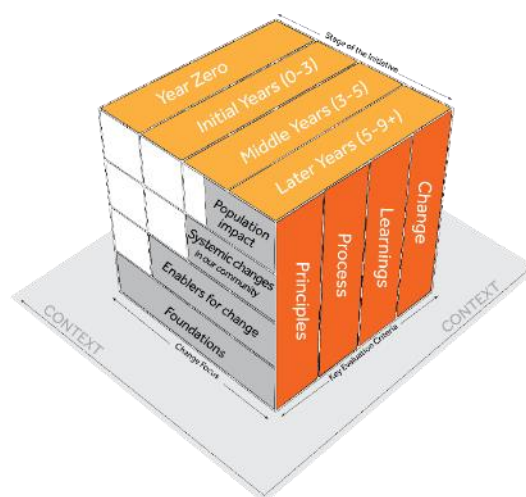 Stage of the Initiative
Year Zero
Initial Years (0-3)
Middle Years (3-5)
Later Years (5-9+)
Population
impact
Systemic changes
in our community
Enablers for change
Foundations
Principles
Process
Learnings
Change
CONTEXT
Change Focus
Key Evaluation Criteria
CONTEXT